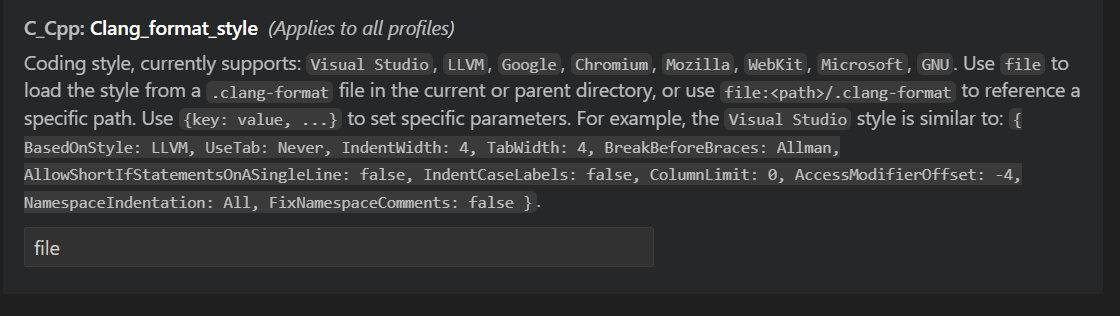 C_Cpp: Clang_format_style (Applies to all profiles)
Coding style, currently supports: Visual Studio, LLVM, Google, Chromium, Mozilla, WebKit, Microsoft, GNU. Use file to
load the style from a .clang-format file in the current or parent directory, or use file:<path>/.clang-format to reference a
specific path. Use {key: value, ...} to set specific parameters. For example, the Visual Studio style is similar to: {
BasedOnStyle: LLVM, UseTab: Never, IndentWidth: 4, TabWidth: 4, BreakBeforeBraces: Allman,
AllowShortIfStatementsOnASingleLine: false, IndentCaseLabels: false, ColumnLimit: 0, AccessModifierOffset: -4,
NamespaceIndentation: All, FixNamespaceComments: false }.
file